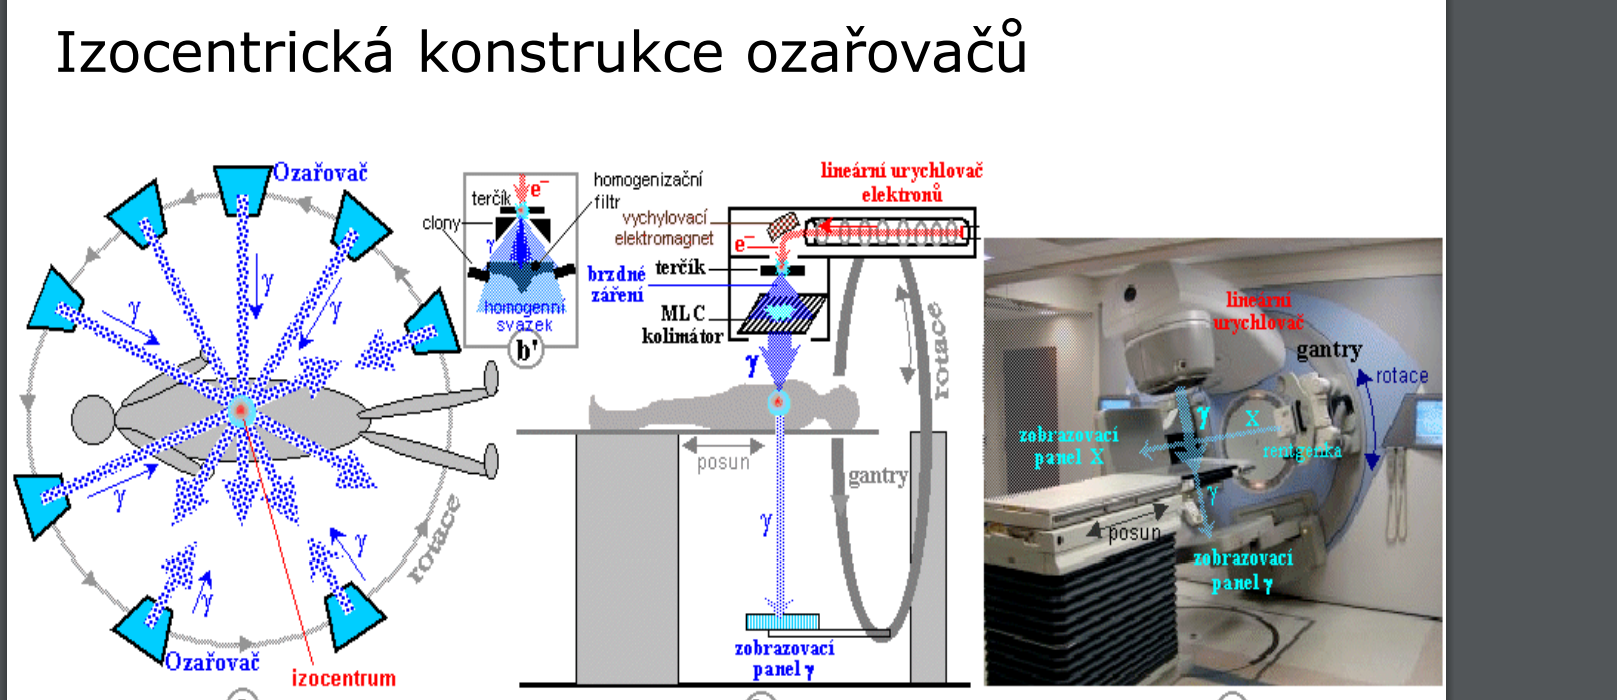 Izocentrická konstrukce ozařovačů
Ozařovač
γ
γ
γ
γ
γ
γ
γ
rotace
Ozařovač
izocentrum
terčík
e⁻
homogenizační
filtr
clony
γ
homogenní
svazek
b'
lineární urychlovač
elektronů
vychylovací
elektromagnet
e⁻
brzdné
záření
terčík
MLC
kolimátor
γ
rotace
posun
gantry
γ
zobrazovací
panel γ
lineární
urychlovač
gantry
rotace
γ
X
zobrazovací
panel X
rentgenka
γ
posun
zobrazovací
panel γ